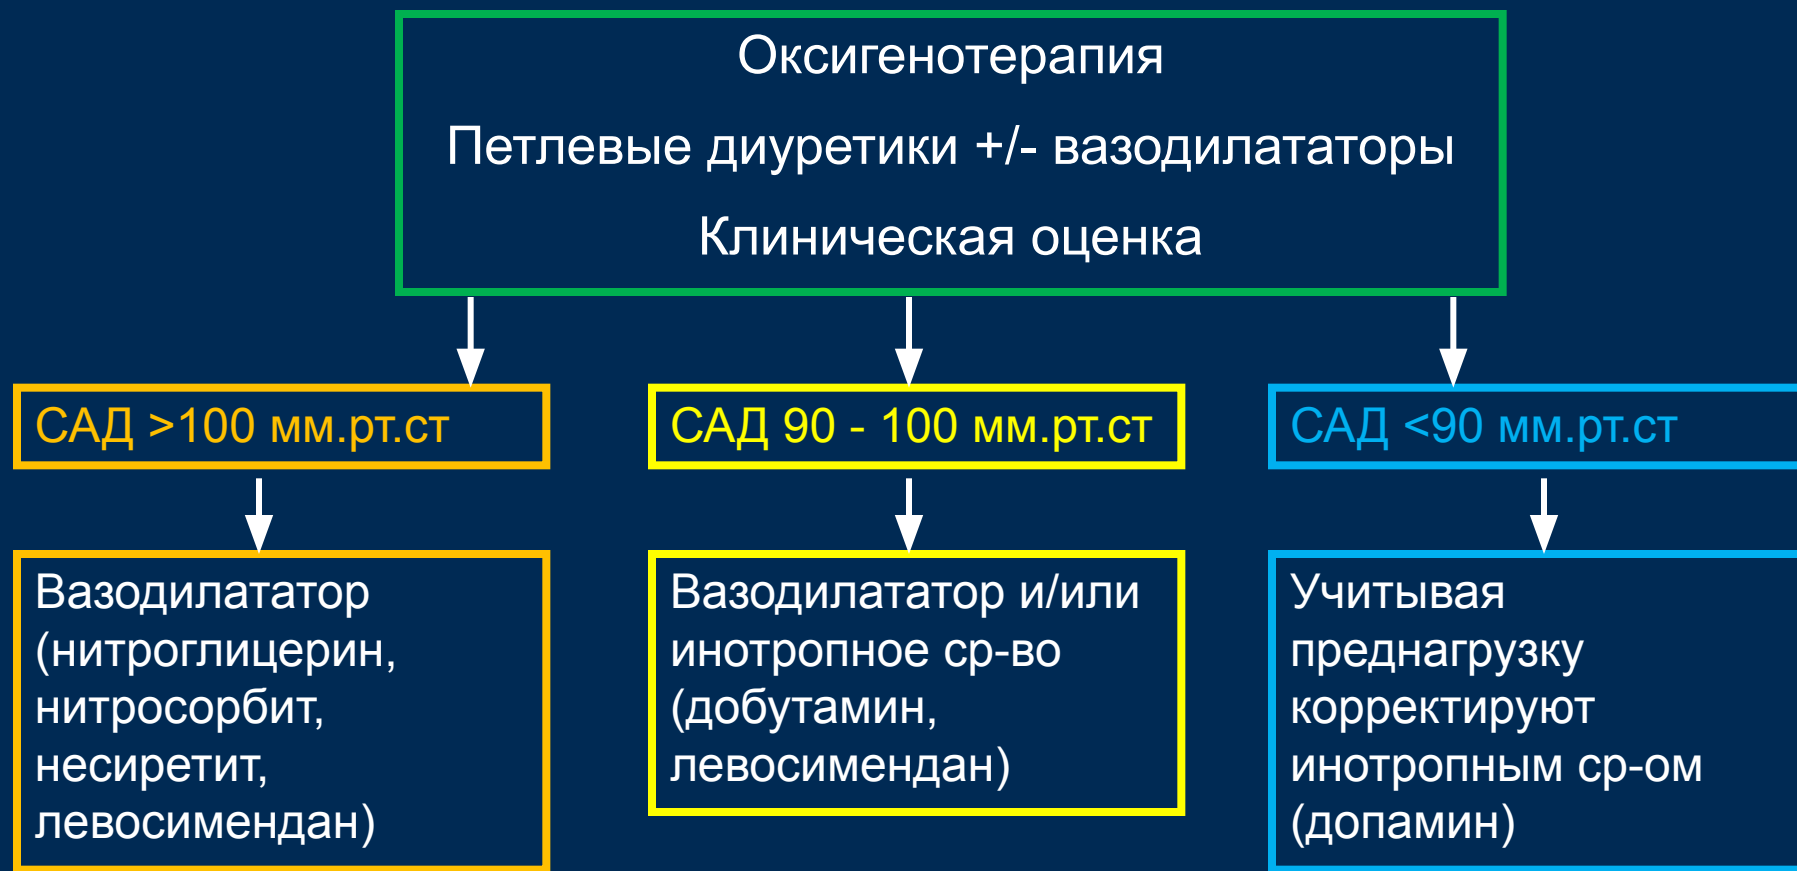 Оксигенотерапия
Петлевые диуретики +/- вазодилататоры
Клиническая оценка
САД >100 мм.рт.ст
САД 90 - 100 мм.рт.ст
САД <90 мм.рт.ст
Вазодилататор
(нитроглицерин,
нитросорбит,
несиретит,
левосимендан)
Вазодилататор и/или
инотропное ср-во
(добутамин,
левосимендан)
Учитывая
преднагрузку
корректируют
инотропным ср-ом
(допамин)